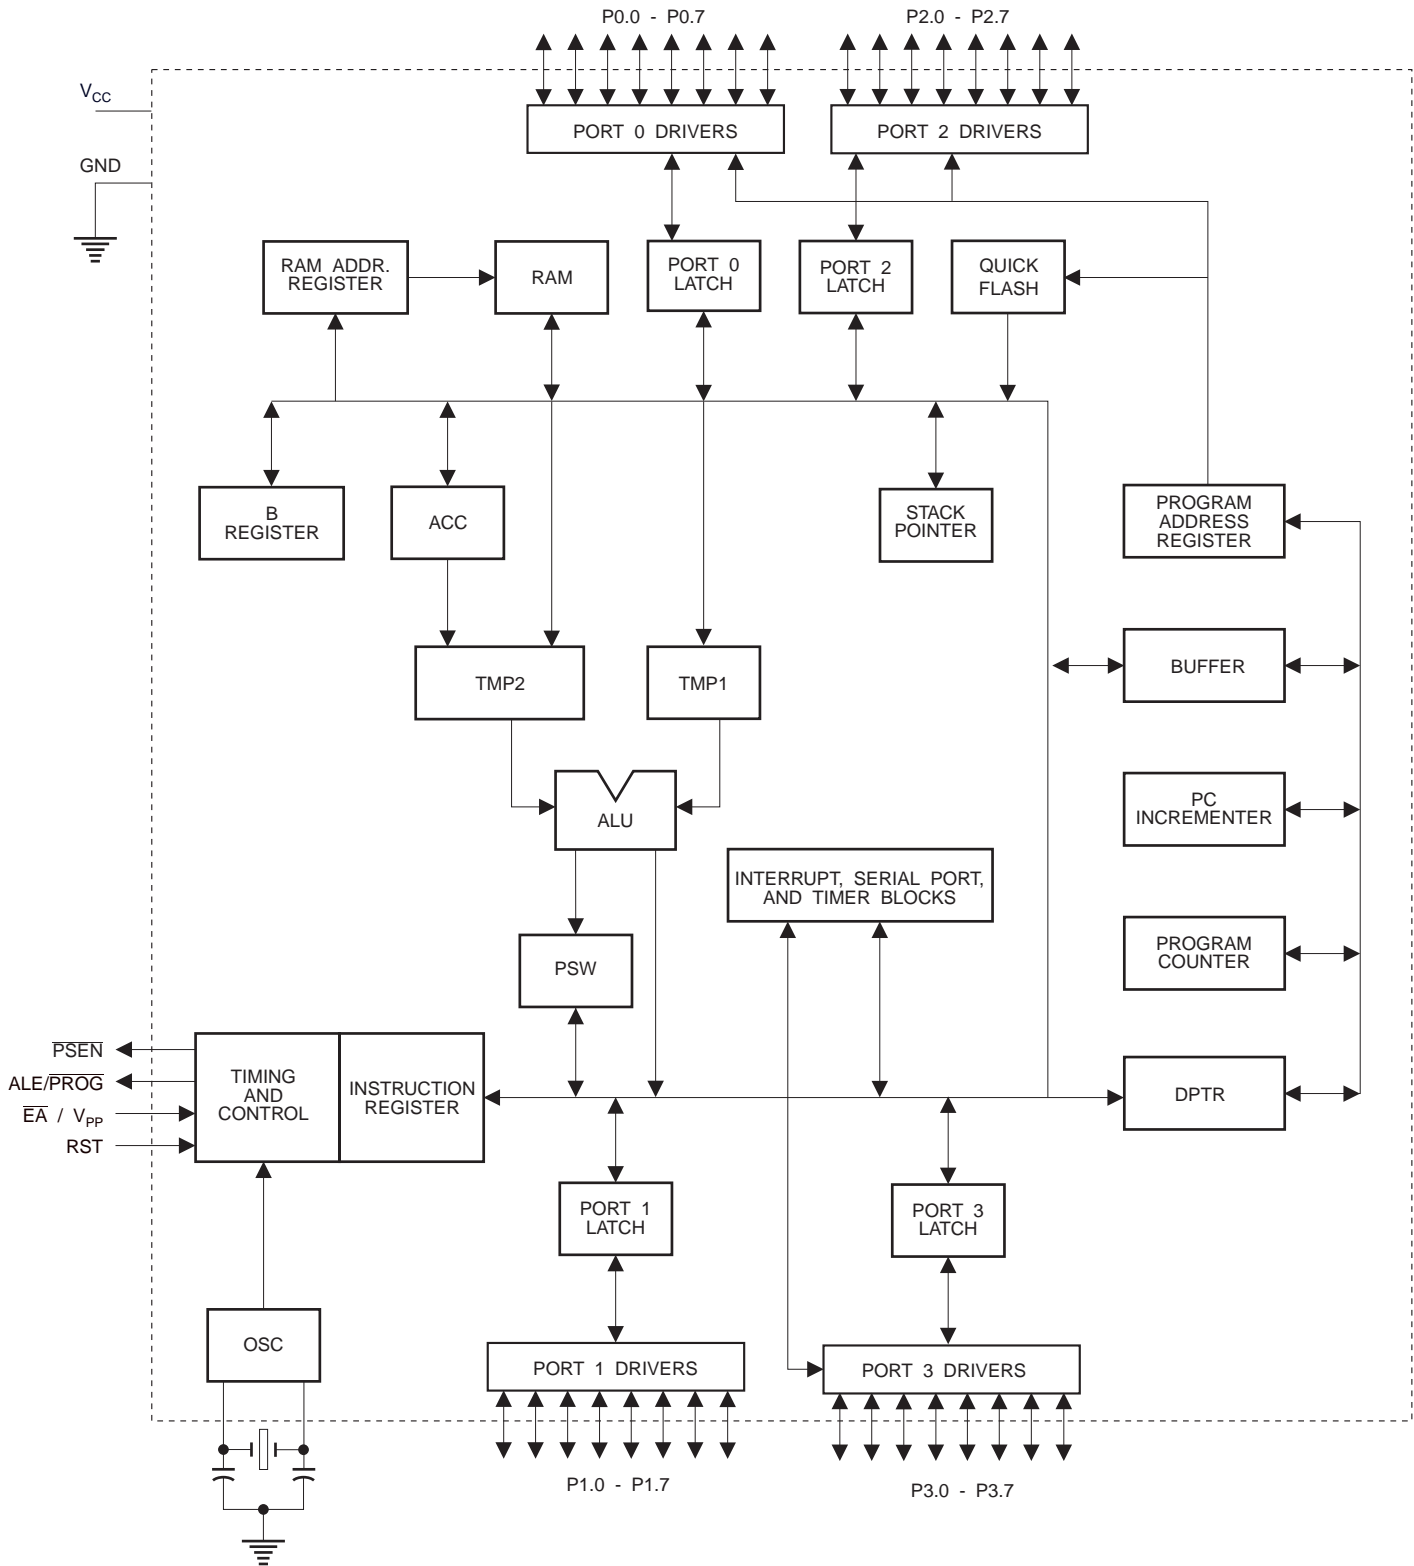 P0.0 - P0.7
P2.0 - P2.7
VCC
PORT 0 DRIVERS
PORT 2 DRIVERS
GND
RAM ADDR.
REGISTER
RAM
PORT 0
LATCH
PORT 2
LATCH
QUICK
FLASH
B
REGISTER
ACC
STACK
POINTER
PROGRAM
ADDRESS
REGISTER
TMP2
TMP1
BUFFER
ALU
PC
INCREMENTER
INTERRUPT, SERIAL PORT,
AND TIMER BLOCKS
PSW
PROGRAM
COUNTER
PSEN
ALE/PROG
EA / VPP
RST
TIMING
AND
CONTROL
INSTRUCTION
REGISTER
DPTR
PORT 1
LATCH
PORT 3
LATCH
OSC
PORT 1 DRIVERS
PORT 3 DRIVERS
P1.0 - P1.7
P3.0 - P3.7